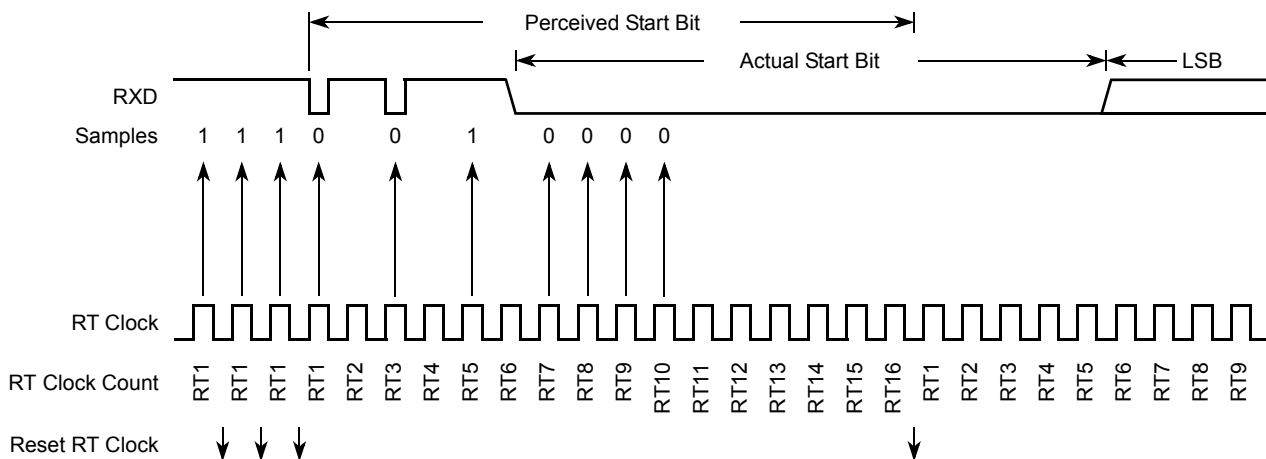 Perceived Start Bit
Actual Start Bit LSB
RXD
Samples 1 1 1 0 0 1 0 0 0 0
RT Clock
RT Clock Count RT1 RT1 RT1 RT1 RT2 RT3 RT4 RT5 RT6 RT7 RT8 RT9 RT10 RT11 RT12 RT13 RT14 RT15 RT16 RT1 RT2 RT3 RT4 RT5 RT6 RT7 RT8 RT9
Reset RT Clock